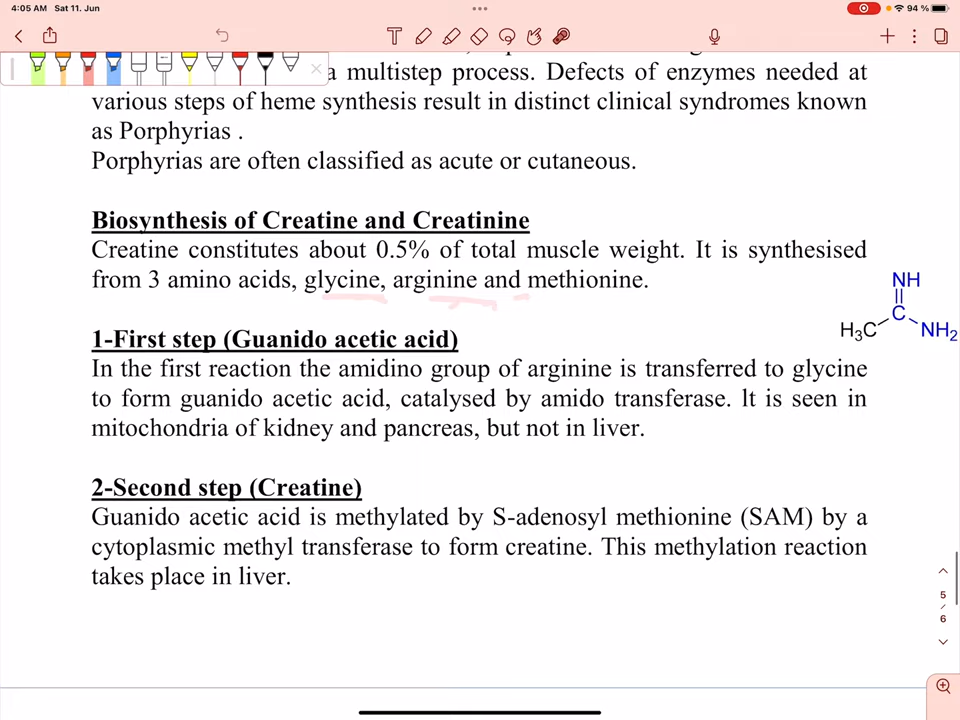 4:05 AM Sat 11. Jun
94 %
a multistep process. Defects of enzymes needed at
various steps of heme synthesis result in distinct clinical syndromes known
as Porphyrias .
Porphyrias are often classified as acute or cutaneous.
Biosynthesis of Creatine and Creatinine
Creatine constitutes about 0.5% of total muscle weight. It is synthesised
from 3 amino acids, glycine, arginine and methionine.
NH
C
H3C
NH2
1-First step (Guanido acetic acid)
In the first reaction the amidino group of arginine is transferred to glycine
to form guanido acetic acid, catalysed by amido transferase. lt is seen in
mitochondria of kidney and pancreas, but not in liver.
2-Second step (Creatine)
Guanido acetic acid is methylated by S-adenosyl methionine (SAM) by a
cytoplasmic methyl transferase to form creatine. This methylation reaction
takes place in liver.
5
/
6